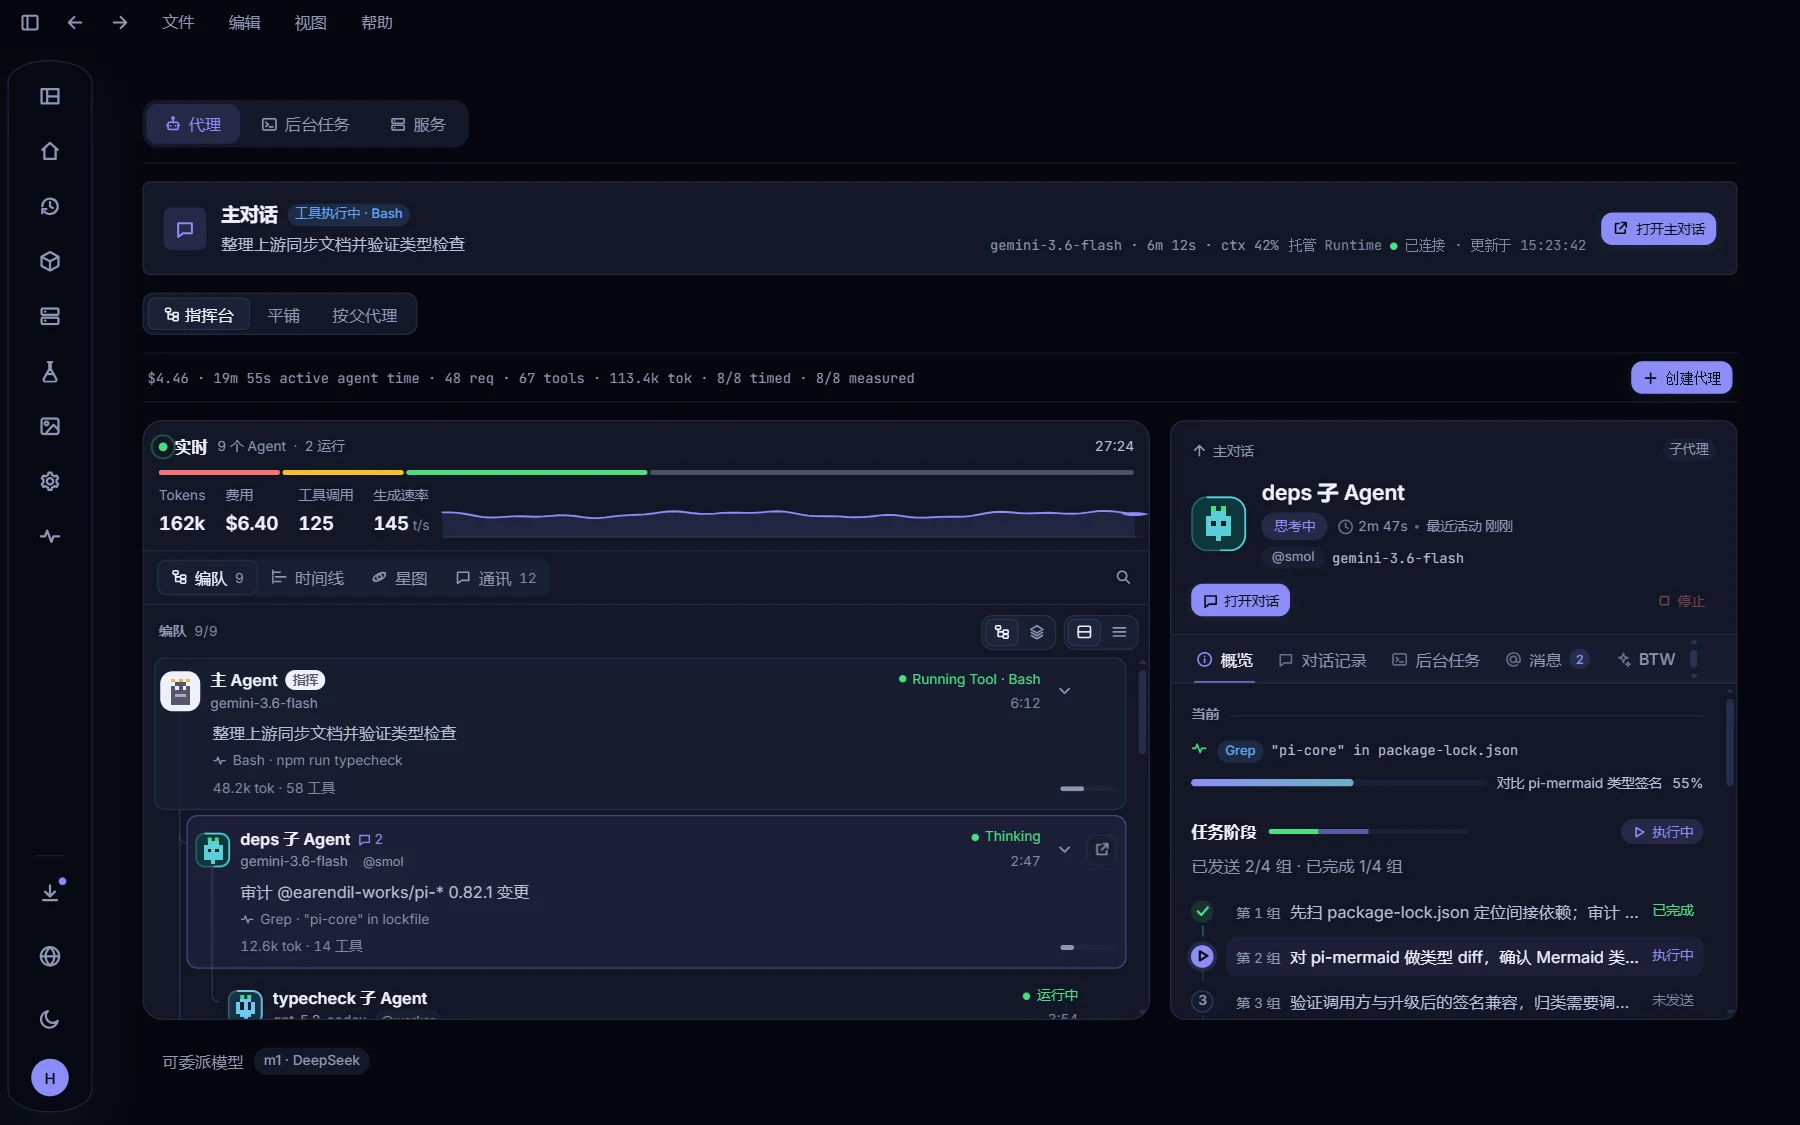 文件 编辑 视图 帮助
代理 后台任务 服务
主对话 工具执行中 · Bash
整理上游同步文档并验证类型检查
gemini-3.6-flash · 6m 12s · ctx 42% 托管 Runtime 已连接 · 更新于 15:23:42
打开主对话
指挥台 平铺 按父代理
$4.46 · 19m 55s active agent time · 48 req · 67 tools · 113.4k tok · 8/8 timed · 8/8 measured
创建代理
实时 9 个 Agent · 2 运行 27:24
Tokens 费用 工具调用 生成速率
162k $6.40 125 145 t/s
编队 9 时间线 星图 通讯 12
编队 9/9
主 Agent 指挥 Running Tool · Bash
gemini-3.6-flash 6:12
整理上游同步文档并验证类型检查
Bash · npm run typecheck
48.2k tok · 58 工具
deps 子 Agent 2 Thinking
gemini-3.6-flash @smol 2:47
审计 @earendil-works/pi-* 0.82.1 变更
Grep · "pi-core" in lockfile
12.6k tok · 14 工具
typecheck 子 Agent 运行中
主对话 子代理
deps 子 Agent
思考中 2m 47s • 最近活动 刚刚
@smol gemini-3.6-flash
打开对话 停止
概览 对话记录 后台任务 消息 2 BTW
当前
Grep "pi-core" in package-lock.json
对比 pi-mermaid 类型签名 55%
任务阶段 执行中
已发送 2/4 组 · 已完成 1/4 组
第 1 组 先扫 package-lock.json 定位间接依赖；审计 ... 已完成
第 2 组 对 pi-mermaid 做类型 diff，确认 Mermaid 类... 执行中
3 第 3 组 验证调用方与升级后的签名兼容，归类需要调... 未发送
可委派模型 m1 · DeepSeek
H